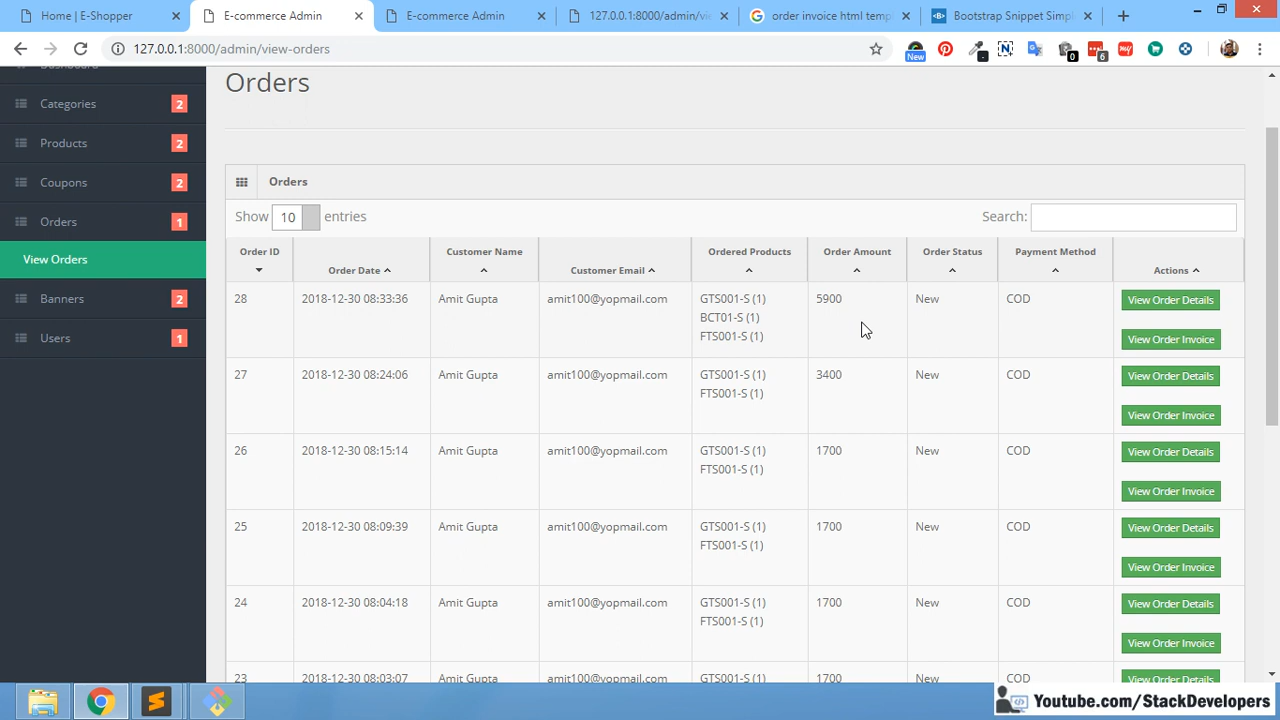 Home | E-Shopper
E-commerce Admin
E-commerce Admin
127.0.0.1:8000/admin/vie
order invoice html temp
Bootstrap Snippet Simpl
127.0.0.1:8000/admin/view-orders
New
-
0
6
Dashboard
Categories 2
Products 2
Coupons 2
Orders 1
View Orders
Banners 2
Users 1
Orders
Orders
Show 10 entries
Search:
Order ID Order Date Customer Name Customer Email Ordered Products Order Amount Order Status Payment Method Actions
28 2018-12-30 08:33:36 Amit Gupta amit100@yopmail.com GTS001-S (1) 5900 New COD View Order Details
BCT01-S (1)
FTS001-S (1) View Order Invoice
27 2018-12-30 08:24:06 Amit Gupta amit100@yopmail.com GTS001-S (1) 3400 New COD View Order Details
FTS001-S (1)
View Order Invoice
26 2018-12-30 08:15:14 Amit Gupta amit100@yopmail.com GTS001-S (1) 1700 New COD View Order Details
FTS001-S (1)
View Order Invoice
25 2018-12-30 08:09:39 Amit Gupta amit100@yopmail.com GTS001-S (1) 1700 New COD View Order Details
FTS001-S (1)
View Order Invoice
24 2018-12-30 08:04:18 Amit Gupta amit100@yopmail.com GTS001-S (1) 1700 New COD View Order Details
FTS001-S (1)
View Order Invoice
23 2018-12-30 08:03:07 Amit Gupta amit100@yopmail.com GTS001-S (1) 1700 New COD View Order Details
Youtube.com/StackDevelopers